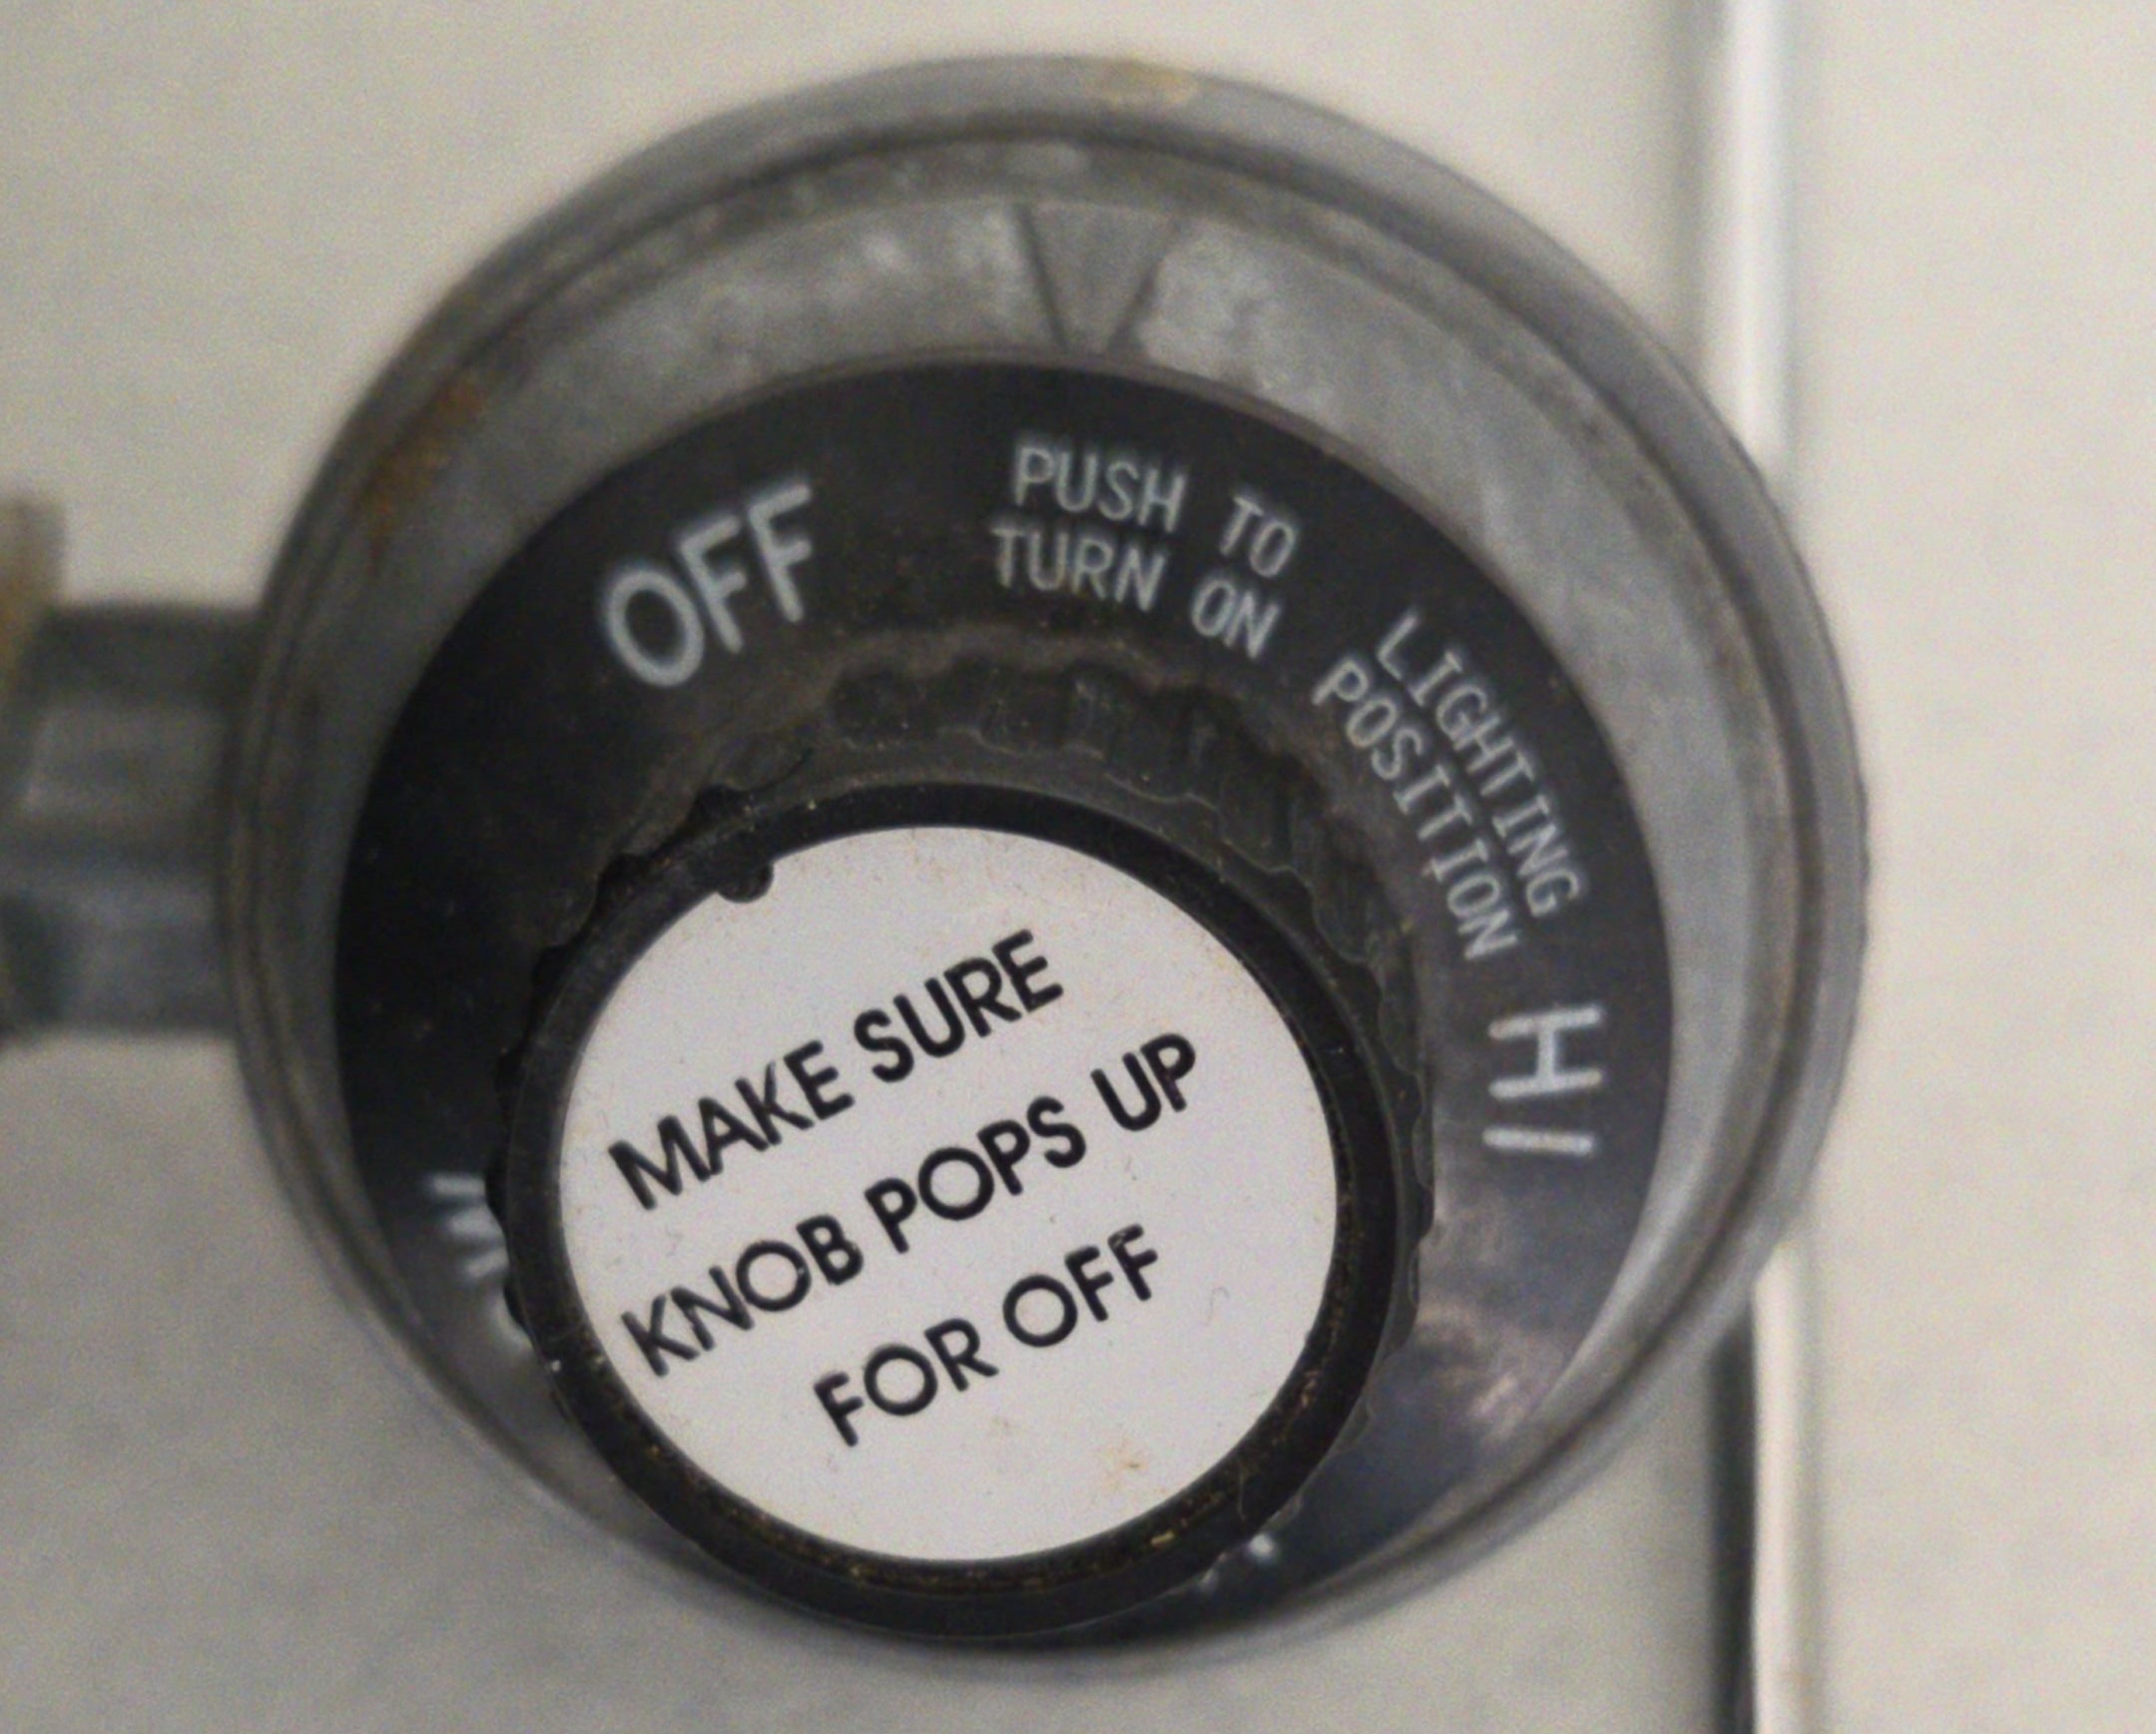 OFF
PUSH TO
TURN ON
LIGHTING
POSITION
HI
MAKE SURE
KNOB POPS UP
FOR OFF